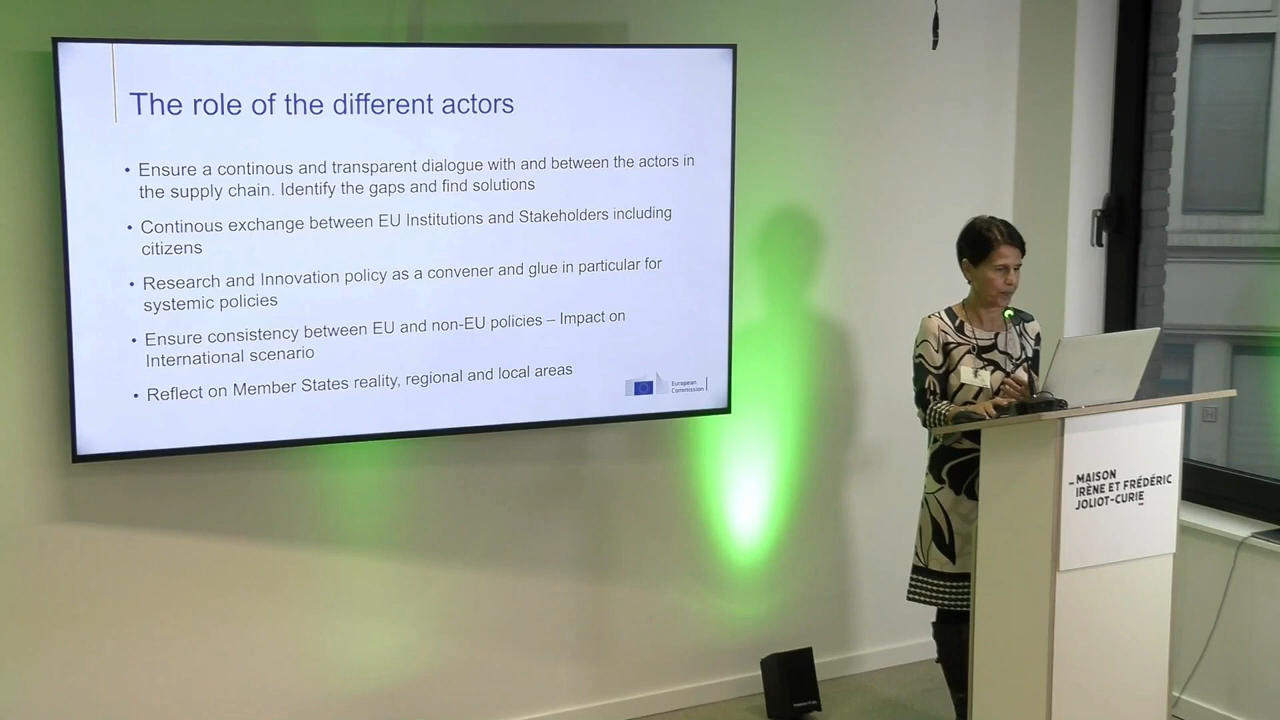 The role of the different actors
• Ensure a continous and transparent dialogue with and between the actors in
the supply chain. Identify the gaps and find solutions
• Continous exchange between EU Institutions and Stakeholders including
citizens
• Research and Innovation policy as a convener and glue in particular for
systemic policies
• Ensure consistency between EU and non-EU policies – Impact on
International scenario
• Reflect on Member States reality, regional and local areas
European
Commission
MAISON
IRÈNE ET FRÉDÉRIC
JOLIOT-CURIE